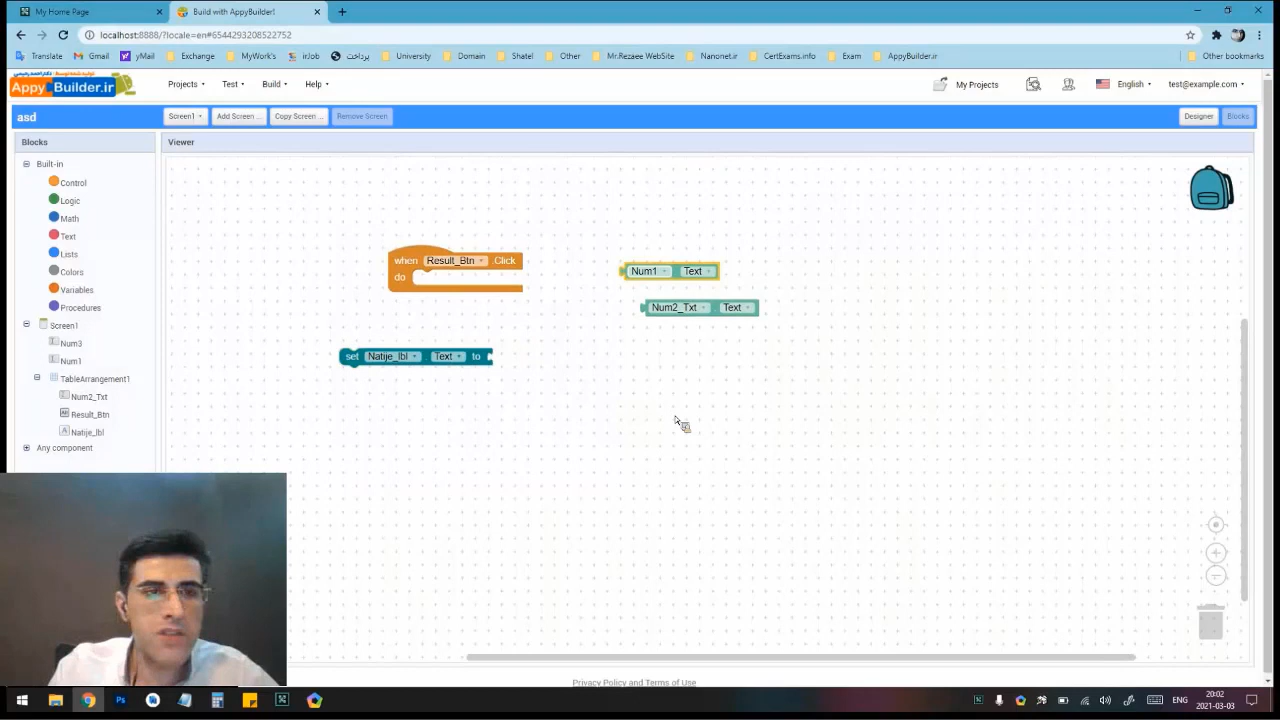 My Home Page
Build with AppyBuilder!
localhost:8888/?locale=en#6544293208522752
Translate Gmail yMail Exchange MyWork's irJob پرداخت University Domain Shatel Other Mr.Rezaee WebSite Nanonet.ir CertExams.info Exam AppyBuilder.ir Other bookmarks
AppyBuilder.ir
Projects Test Build Help My Projects English test@example.com
asd Screen1 Add Screen ... Copy Screen ... Remove Screen Designer Blocks
Blocks Viewer
Built-in
Control
Logic
Math
Text
Lists
Colors
Variables
Procedures
Screen1
Num3
Num1
TableArrangement1
Num2_Txt
Result_Btn
Natije_lbl
Any component
when Result_Btn .Click
do
Num1 . Text
Num2_Txt . Text
set Natije_lbl . Text to
Privacy Policy and Terms of Use
ENG
20:02
2021-03-03